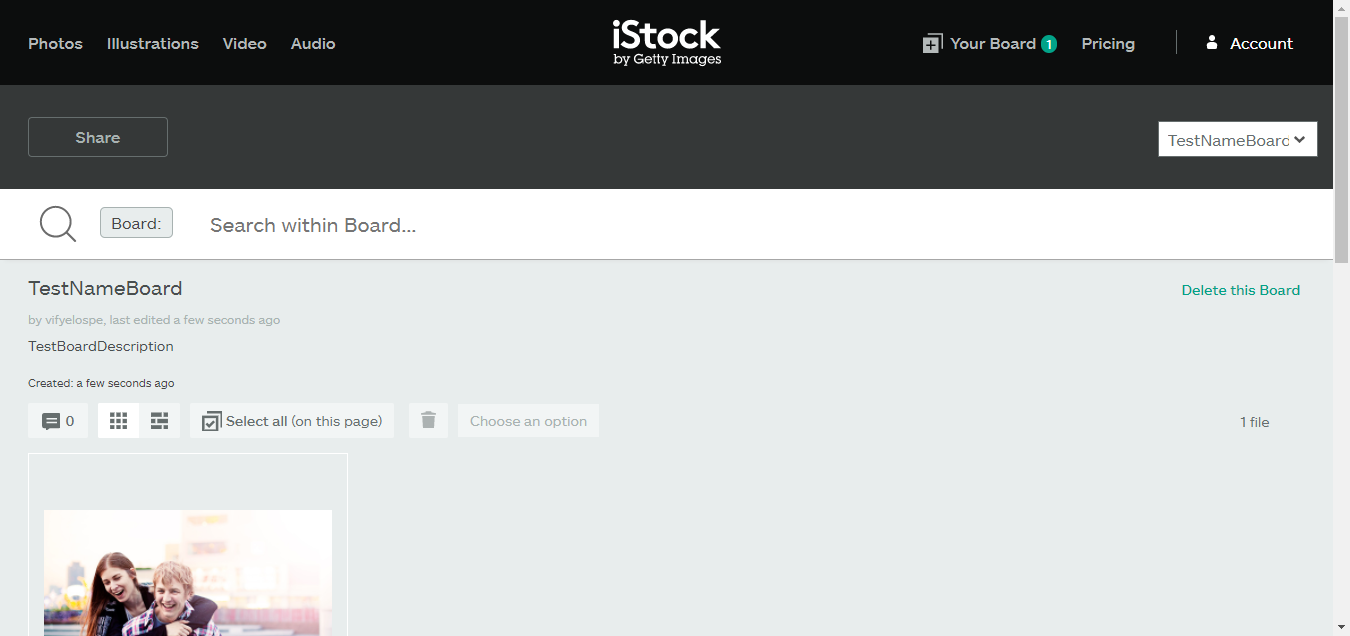 Photos Illustrations Video Audio
iStock
by Getty Images
Your Board 1 Pricing Account
Share
TestNameBoard
Board: Search within Board...
TestNameBoard
Delete this Board
by vifyelospe, last edited a few seconds ago
TestBoardDescription
Created: a few seconds ago
0 Select all (on this page) Choose an option 1 file